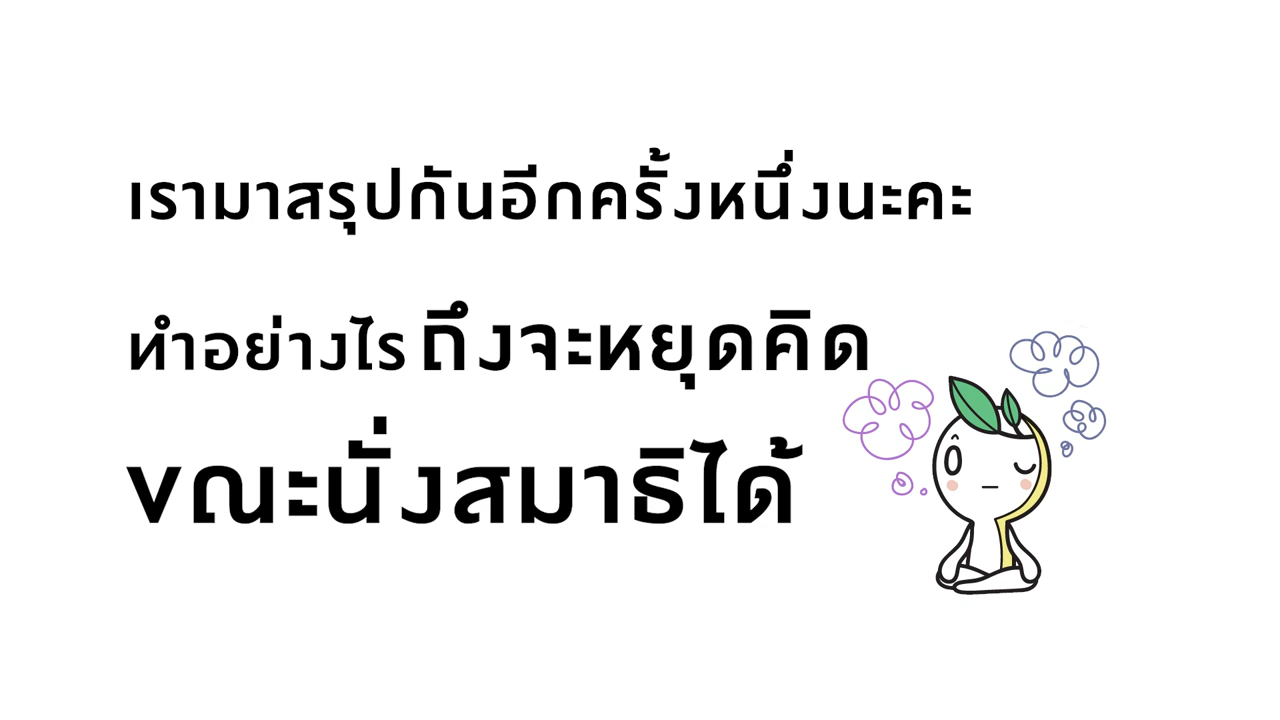 เรามาสรุปกันอีกครั้งหนึ่งนะคะ
ทำอย่างไร ถึงจะหยุดคิด
ขณะนั่งสมาธิได้